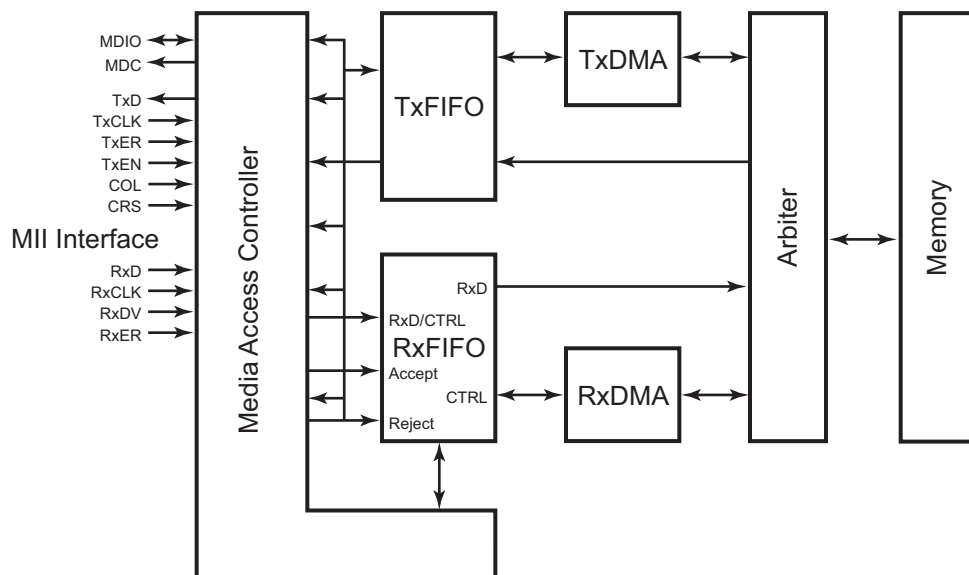 MDIO
MDC
TxD
TxCLK
TxER
TxEN
COL
CRS
MII Interface
RxD
RxCLK
RxDV
RxER
Media Access Controller
TxFIFO
TxDMA
RxD
RxD/CTRL
RxFIFO
Accept
CTRL
Reject
RxDMA
Arbiter
Memory